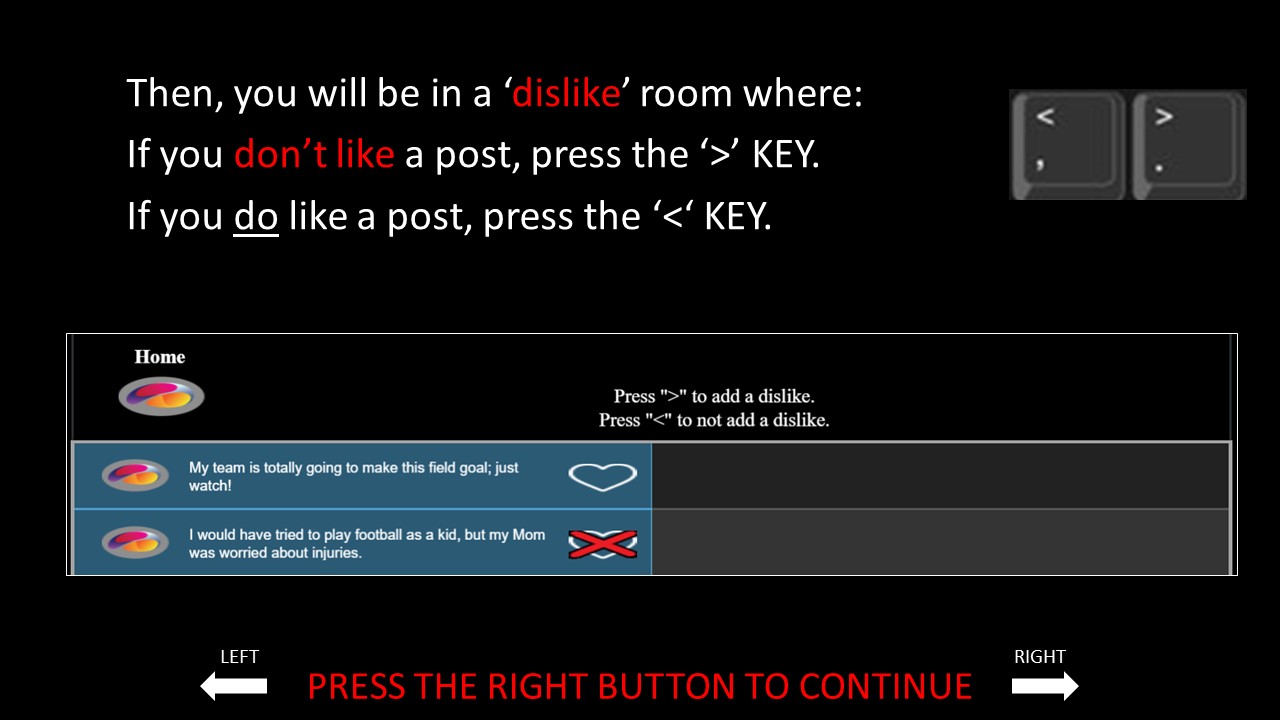 Then, you will be in a ‘dislike’ room where:
If you don’t like a post, press the ‘>’ KEY.
If you do like a post, press the ‘<‘ KEY.
< >
, .
Home
Press ">" to add a dislike.
Press "<" to not add a dislike.
My team is totally going to make this field goal; just
watch!
I would have tried to play football as a kid, but my Mom
was worried about injuries.
LEFT
RIGHT
PRESS THE RIGHT BUTTON TO CONTINUE